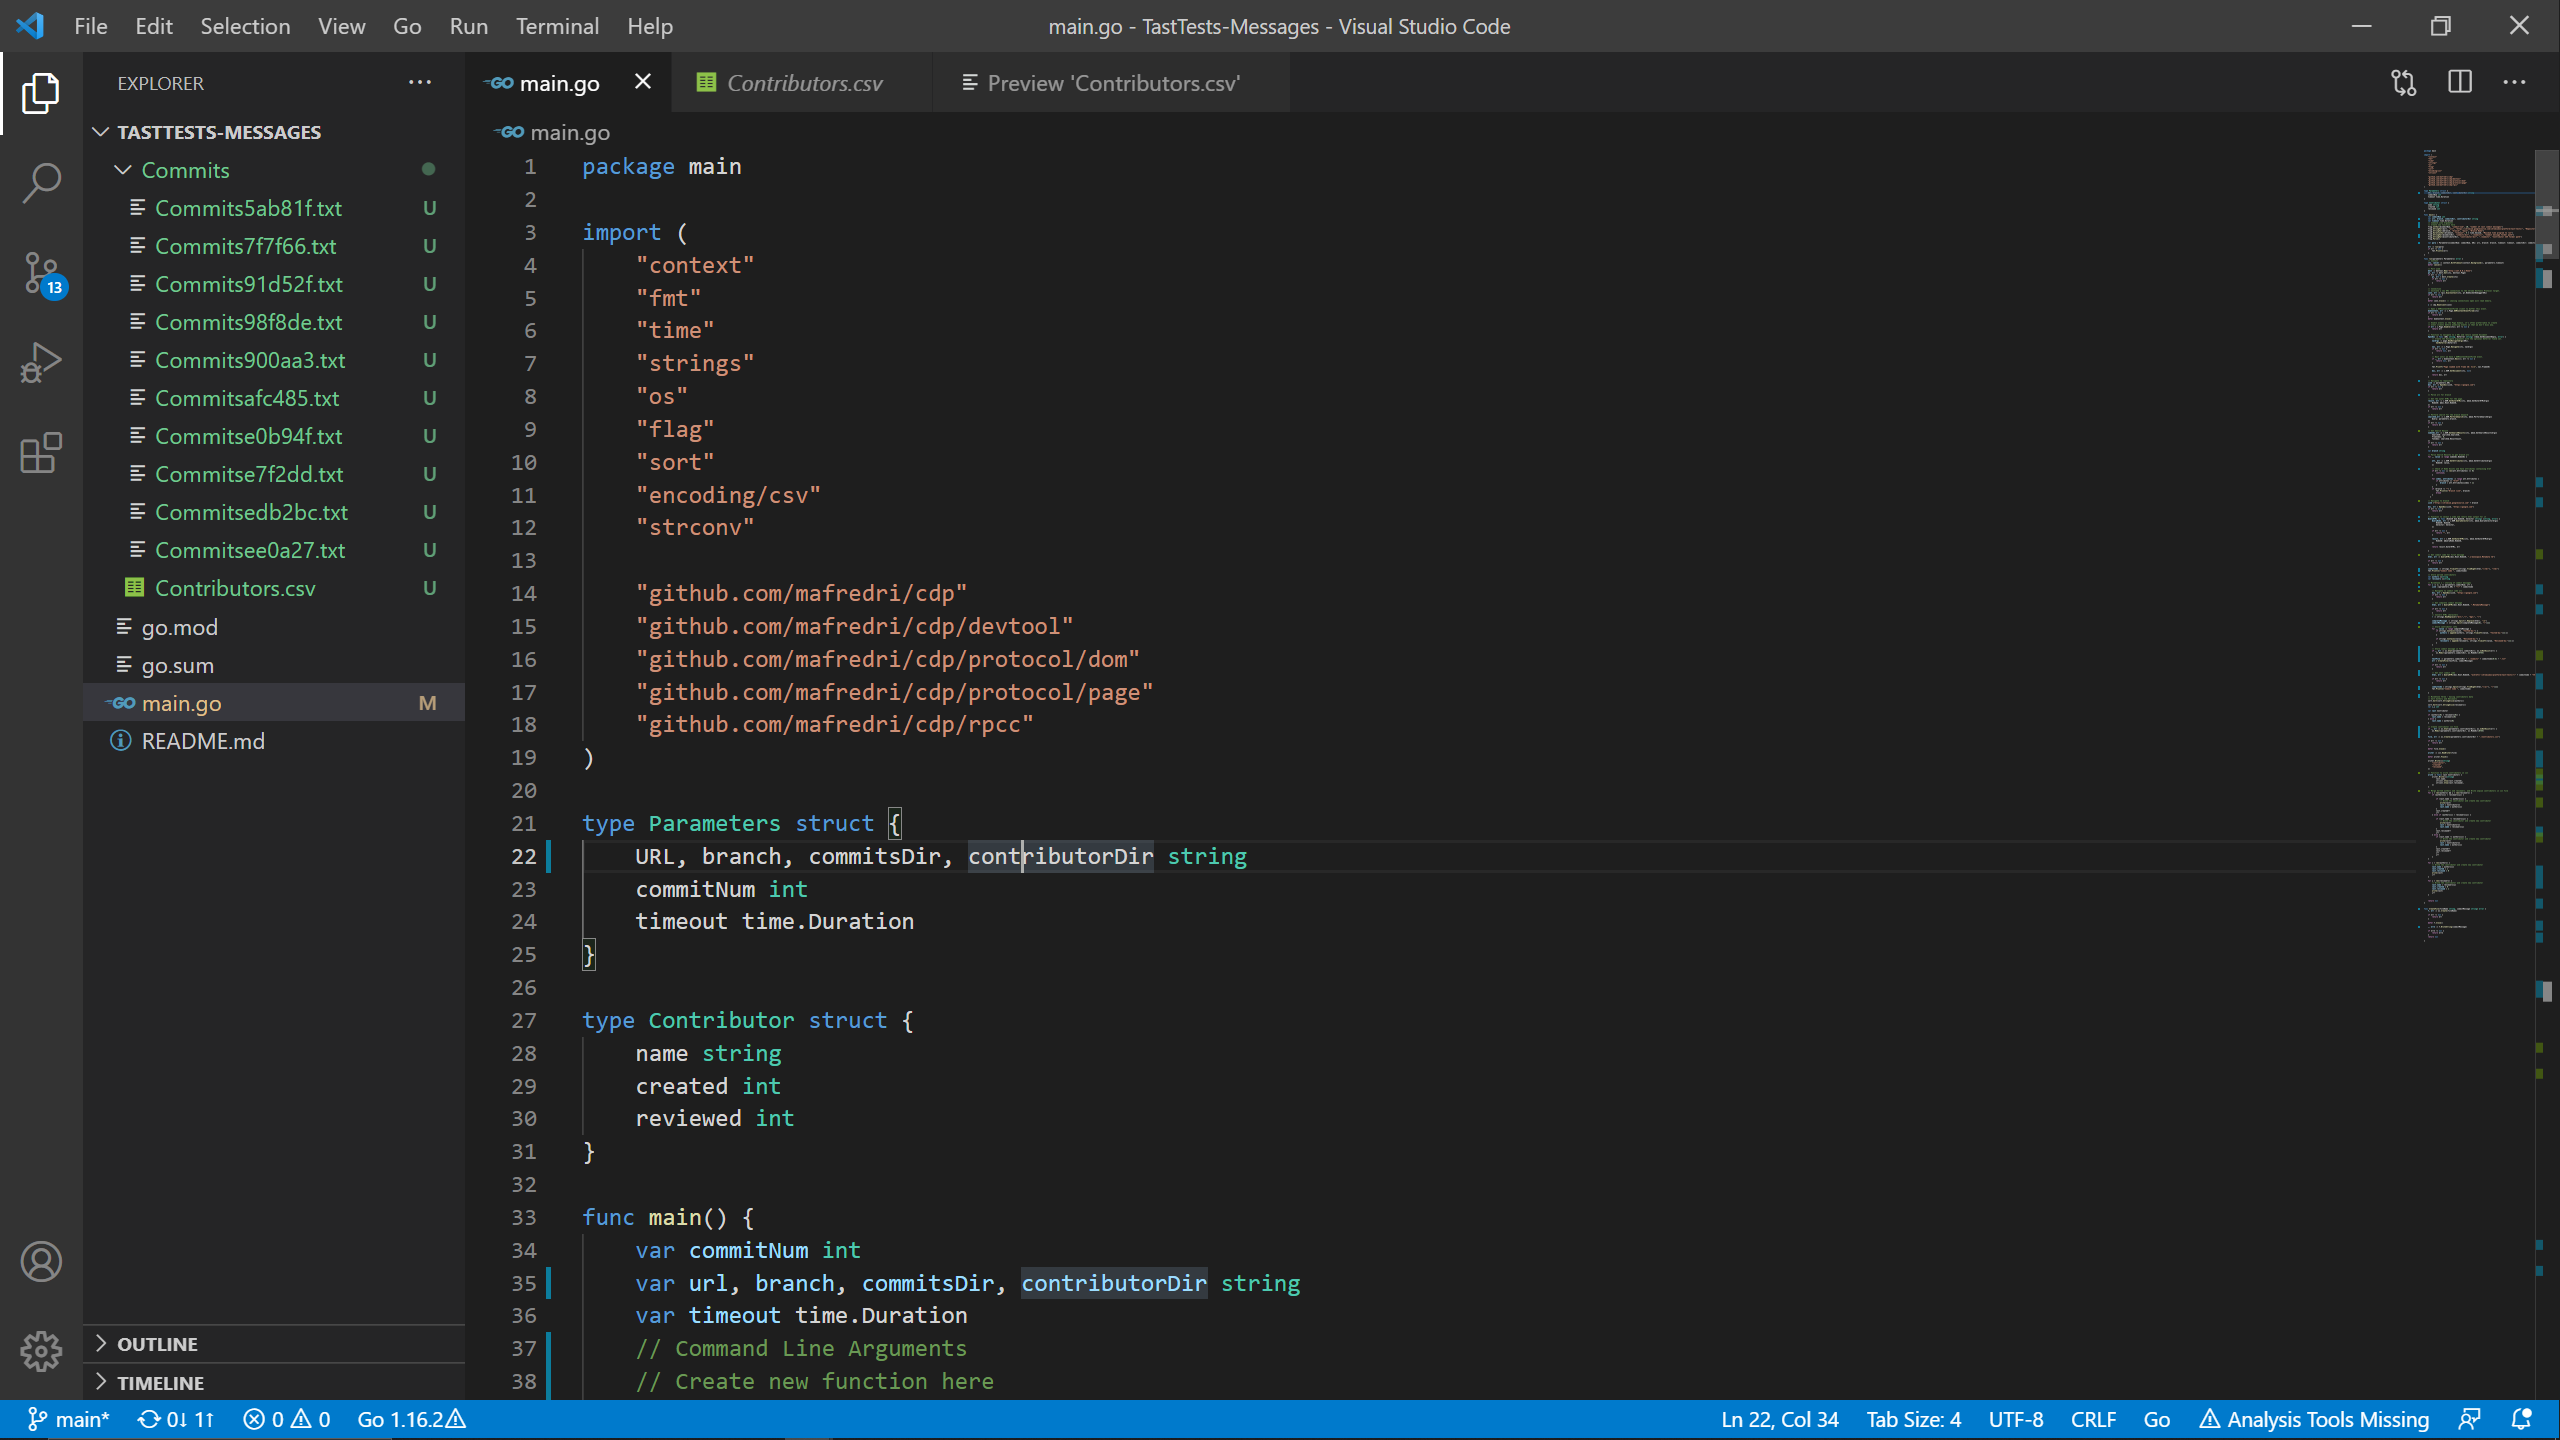 File Edit Selection View Go Run Terminal Help
main.go - TastTests-Messages - Visual Studio Code
EXPLORER
TASTTESTS-MESSAGES
Commits
Commits5ab81f.txt U
Commits7f7f66.txt U
Commits91d52f.txt U
Commits98f8de.txt U
Commits900aa3.txt U
Commitsafc485.txt U
Commitse0b94f.txt U
Commitse7f2dd.txt U
Commitsedb2bc.txt U
Commitsee0a27.txt U
Contributors.csv U
go.mod
go.sum
main.go M
README.md
OUTLINE
TIMELINE
13
main.go
Contributors.csv
Preview 'Contributors.csv'
main.go
1 package main
2
3 import (
4 "context"
5 "fmt"
6 "time"
7 "strings"
8 "os"
9 "flag"
10 "sort"
11 "encoding/csv"
12 "strconv"
13
14 "github.com/mafredri/cdp"
15 "github.com/mafredri/cdp/devtool"
16 "github.com/mafredri/cdp/protocol/dom"
17 "github.com/mafredri/cdp/protocol/page"
18 "github.com/mafredri/cdp/rpcc"
19 )
20
21 type Parameters struct {
22 URL, branch, commitsDir, contributorDir string
23 commitNum int
24 timeout time.Duration
25 }
26
27 type Contributor struct {
28 name string
29 created int
30 reviewed int
31 }
32
33 func main() {
34 var commitNum int
35 var url, branch, commitsDir, contributorDir string
36 var timeout time.Duration
37 // Command Line Arguments
38 // Create new function here
main* 0↓ 1↑ 0 0 Go 1.16.2
Ln 22, Col 34 Tab Size: 4 UTF-8 CRLF Go Analysis Tools Missing